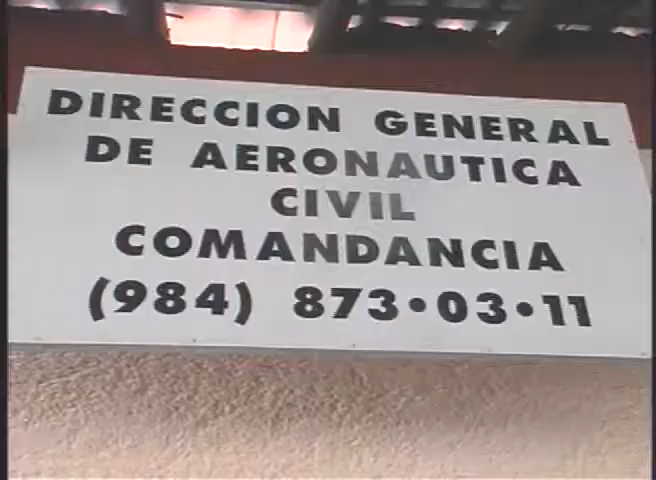 DIRECCION GENERAL
DE AERONAUTICA
CIVIL
COMANDANCIA
(984) 873•03•11